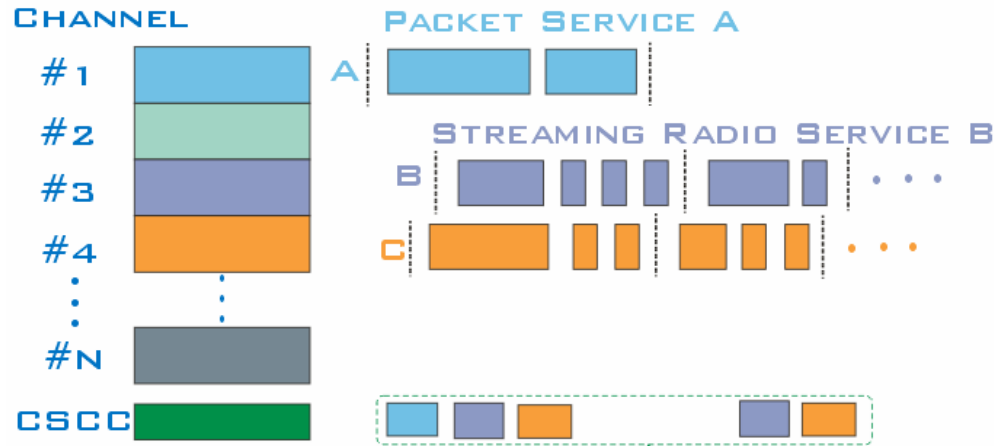 CHANNEL
PACKET SERVICE A
#1
A
#2
STREAMING RADIO SERVICE B
#3
B
#4
C
#N
CSCC